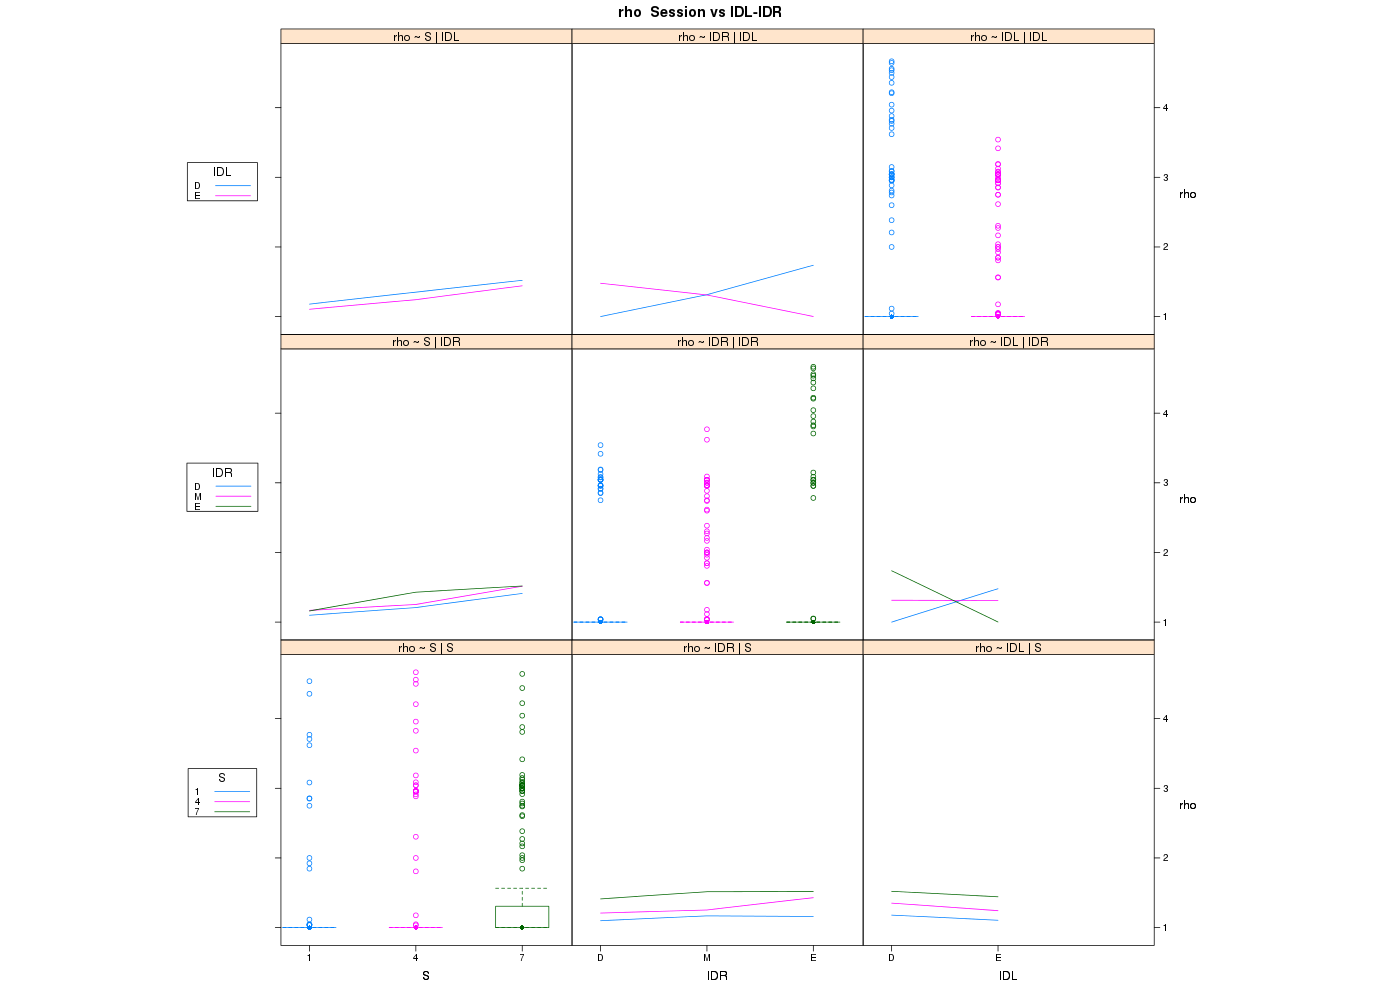 rho  Session vs IDL-IDR
rho ~ S | IDL
rho ~ IDR | IDL
rho ~ IDL | IDL
IDL
D
E
4
3
2
1
rho
rho ~ S | IDR
rho ~ IDR | IDR
rho ~ IDL | IDR
IDR
D
M
E
4
3
2
1
rho
rho ~ S | S
rho ~ IDR | S
rho ~ IDL | S
S
1
4
7
4
3
2
1
rho
1 4 7
D M E
D E
S
IDR
IDL